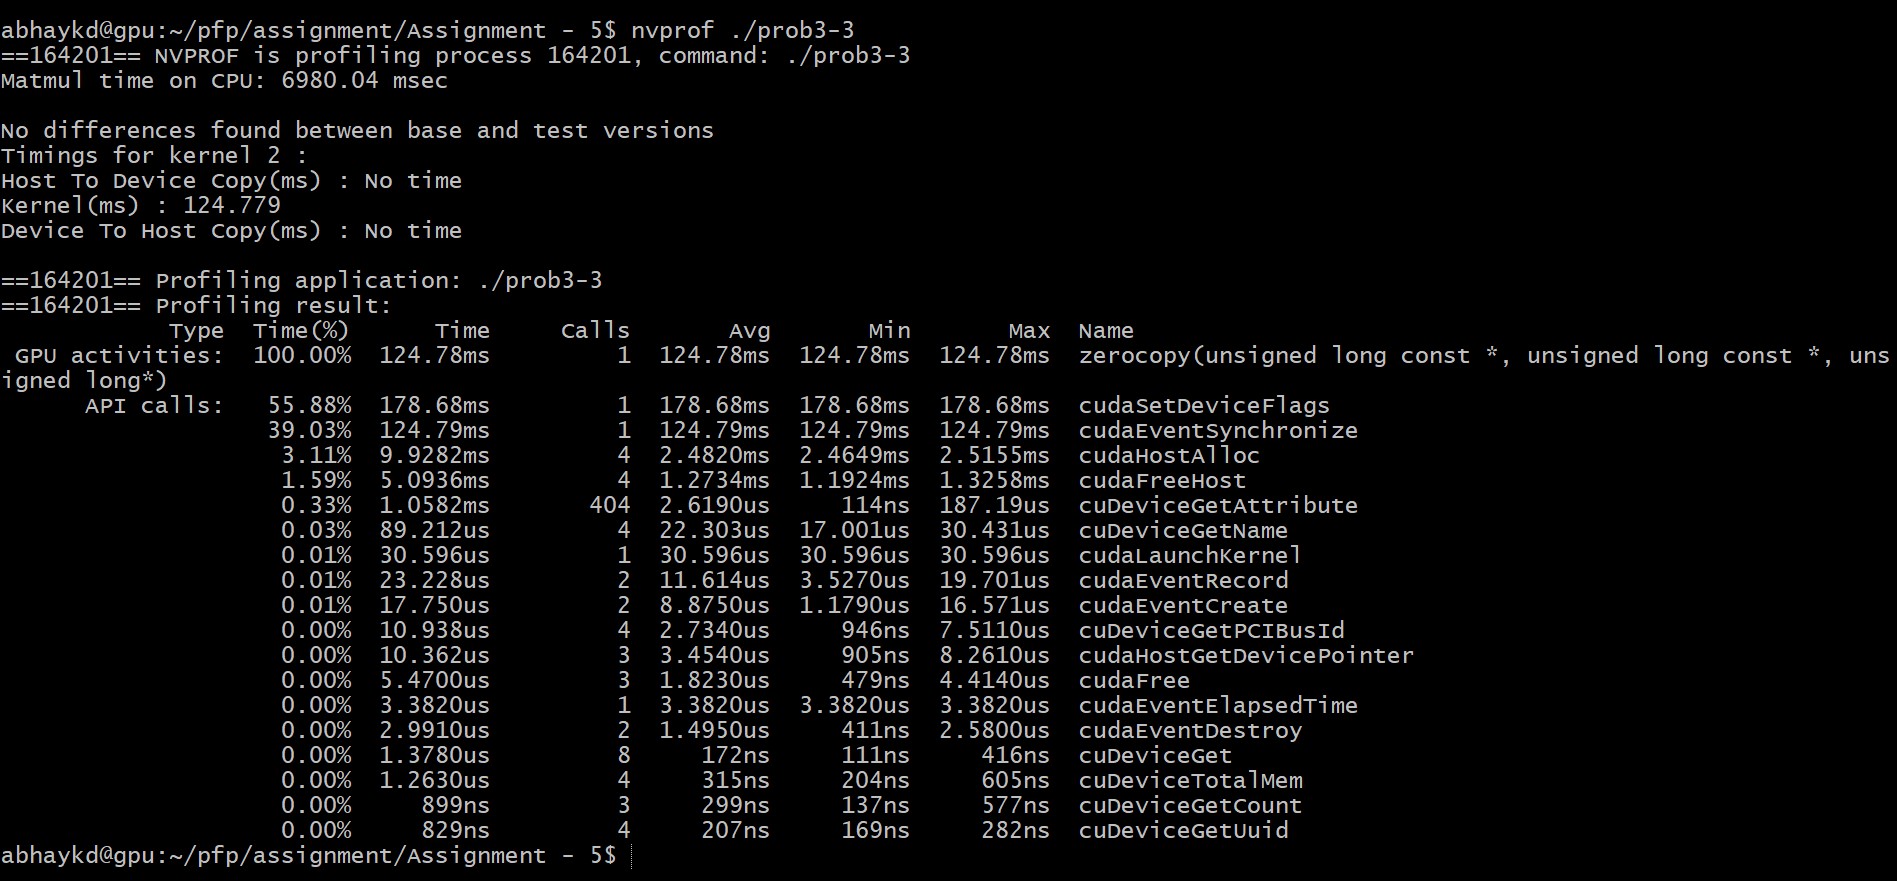 abhaykd@gpu:~/pfp/assignment/Assignment - 5$ nvprof ./prob3-3
==164201== NVPROF is profiling process 164201, command: ./prob3-3
Matmul time on CPU: 6980.04 msec
No differences found between base and test versions
Timings for kernel 2 :
Host To Device Copy(ms) : No time
Kernel(ms) : 124.779
Device To Host Copy(ms) : No time
==164201== Profiling application: ./prob3-3
==164201== Profiling result:
Type Time(%) Time Calls Avg Min Max Name
GPU activities: 100.00% 124.78ms 1 124.78ms 124.78ms 124.78ms zerocopy(unsigned long const *, unsigned long const *, uns
igned long*)
API calls: 55.88% 178.68ms 1 178.68ms 178.68ms 178.68ms cudaSetDeviceFlags
39.03% 124.79ms 1 124.79ms 124.79ms 124.79ms cudaEventSynchronize
3.11% 9.9282ms 4 2.4820ms 2.4649ms 2.5155ms cudaHostAlloc
1.59% 5.0936ms 4 1.2734ms 1.1924ms 1.3258ms cudaFreeHost
0.33% 1.0582ms 404 2.6190us 114ns 187.19us cuDeviceGetAttribute
0.03% 89.212us 4 22.303us 17.001us 30.431us cuDeviceGetName
0.01% 30.596us 1 30.596us 30.596us 30.596us cudaLaunchKernel
0.01% 23.228us 2 11.614us 3.5270us 19.701us cudaEventRecord
0.01% 17.750us 2 8.8750us 1.1790us 16.571us cudaEventCreate
0.00% 10.938us 4 2.7340us 946ns 7.5110us cuDeviceGetPCIBusId
0.00% 10.362us 3 3.4540us 905ns 8.2610us cudaHostGetDevicePointer
0.00% 5.4700us 3 1.8230us 479ns 4.4140us cudaFree
0.00% 3.3820us 1 3.3820us 3.3820us 3.3820us cudaEventElapsedTime
0.00% 2.9910us 2 1.4950us 411ns 2.5800us cudaEventDestroy
0.00% 1.3780us 8 172ns 111ns 416ns cuDeviceGet
0.00% 1.2630us 4 315ns 204ns 605ns cuDeviceTotalMem
0.00% 899ns 3 299ns 137ns 577ns cuDeviceGetCount
0.00% 829ns 4 207ns 169ns 282ns cuDeviceGetUuid
abhaykd@gpu:~/pfp/assignment/Assignment - 5$